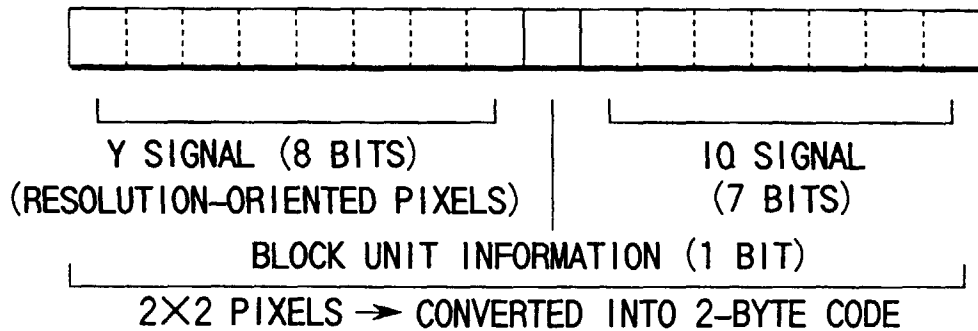 Y SIGNAL (8 BITS) IQ SIGNAL
(RESOLUTION-ORIENTED PIXELS) (7 BITS)
BLOCK UNIT INFORMATION (1 BIT)
2×2 PIXELS → CONVERTED INTO 2-BYTE CODE